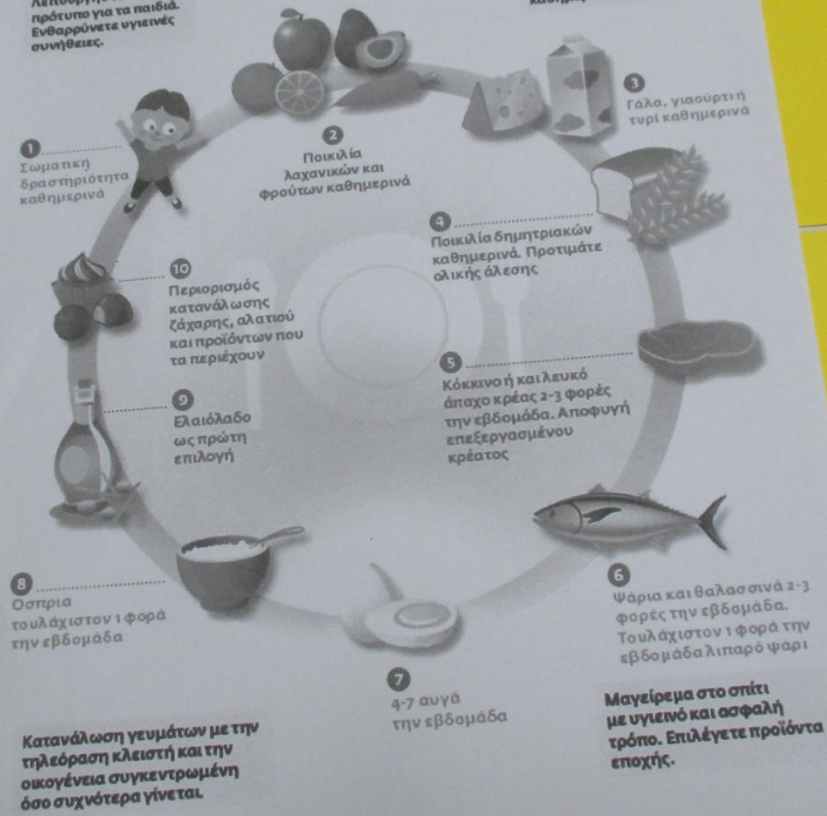 πρότυπο για τα παιδιά.
Ενθαρρύνετε υγιεινές
συνήθειες.
1
Σωματική
δραστηριότητα
καθημερινά
2
Ποικιλία
λαχανικών και
φρούτων καθημερινά
3
Γάλα, γιαούρτι ή
τυρί καθημερινά
4
Ποικιλία δημητριακών
καθημερινά. Προτιμάτε
ολικής άλεσης
5
Κόκκινο ή και λευκό
άπαχο κρέας 2-3 φορές
την εβδομάδα. Αποφυγή
επεξεργασμένου
κρέατος
6
Ψάρια και θαλασσινά 2-3
φορές την εβδομάδα.
Τουλάχιστον 1 φορά την
εβδομάδα λιπαρό ψάρι
7
4-7 αυγά
την εβδομάδα
8
Οσπρια
τουλάχιστον 1 φορά
την εβδομάδα
9
Ελαιόλαδο
ως πρώτη
επιλογή
10
Περιορισμός
κατανάλωσης
ζάχαρης, αλατιού
και προϊόντων που
τα περιέχουν
Κατανάλωση γευμάτων με την
τηλεόραση κλειστή και την
οικογένεια συγκεντρωμένη
όσο συχνότερα γίνεται.
Μαγείρεμα στο σπίτι
με υγιεινό και ασφαλή
τρόπο. Επιλέγετε προϊόντα
εποχής.